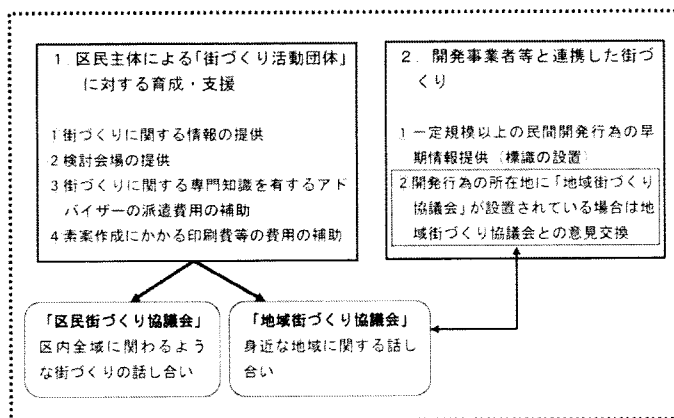 1 区民主体による「街づくり活動団体」
に対する育成・支援
1 街づくりに関する情報の提供
2 検討会場の提供
3 街づくりに関する専門知識を有するアド
バイザーの派遣費用の補助
4 素案作成にかかる印刷費等の費用の補助
2. 開発事業者等と連携した街づ
くり
1 一定規模以上の民間開発行為の早
期情報提供(標識の設置)
2 開発行為の所在地に「地域街づくり
協議会」が設置されている場合は地
域街づくり協議会との意見交換
「区民街づくり協議会」
区内全域に関わるよう
な街づくりの話し合い
「地域街づくり協議会」
身近な地域に関する話し
合い